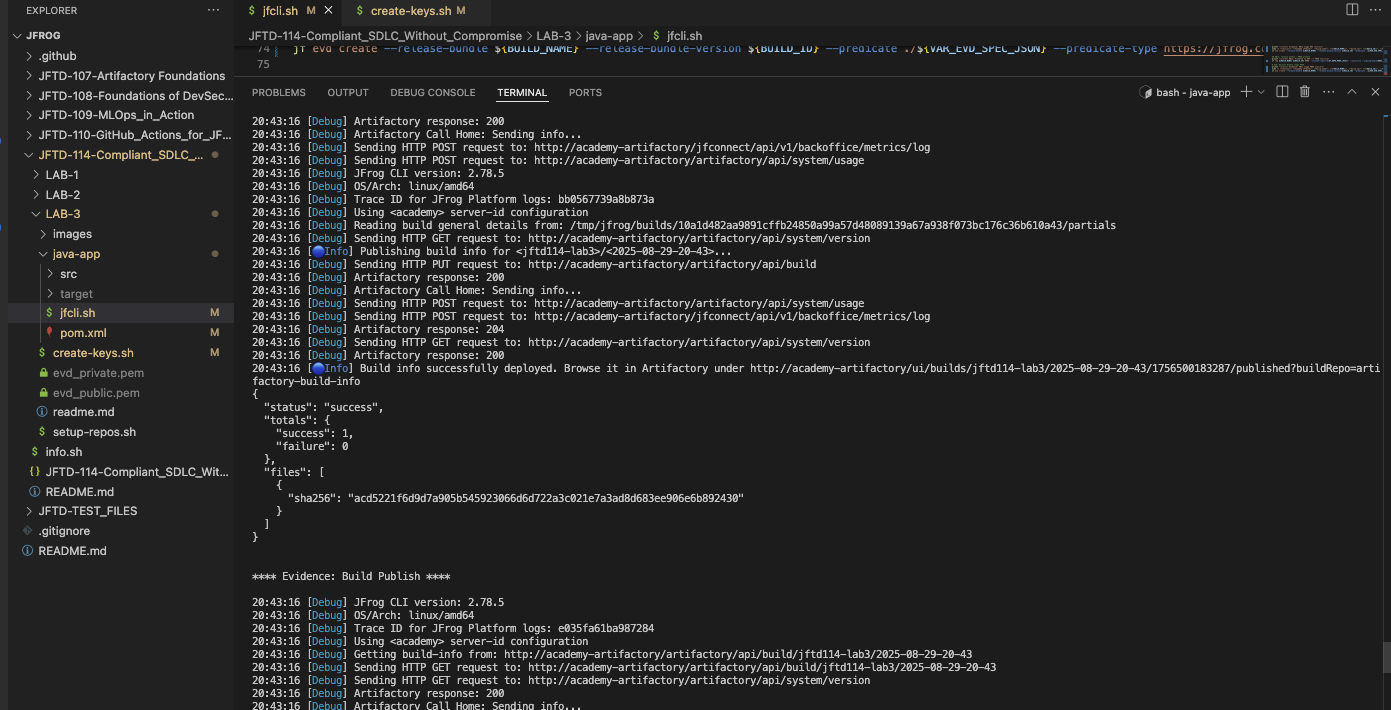 EXPLORER
JFROG
.github
JFTD-107-Artifactory Foundations
JFTD-108-Foundations of DevSec...
JFTD-109-MLOps_in_Action
JFTD-110-GitHub_Actions_for_JF...
JFTD-114-Compliant_SDLC_...
LAB-1
LAB-2
LAB-3
images
java-app
src
target
$ jfcli.sh M
pom.xml M
$ create-keys.sh M
evd_private.pem
evd_public.pem
readme.md
$ setup-repos.sh
$ info.sh
{} JFTD-114-Compliant_SDLC_Wit...
README.md
JFTD-TEST_FILES
.gitignore
README.md
$ jfcli.sh M
$ create-keys.sh M
JFTD-114-Compliant_SDLC_Without_Compromise > LAB-3 > java-app > $ jfcli.sh
74 jf evd create --release-bundle ${BUILD_NAME} --release-bundle-version ${BUILD_ID} --predicate ./${VAR_EVD_SPEC_JSON} --predicate-type https://jfrog.c
75
PROBLEMS OUTPUT DEBUG CONSOLE TERMINAL PORTS
bash - java-app
20:43:16 [Debug] Artifactory response: 200
20:43:16 [Debug] Artifactory Call Home: Sending info...
20:43:16 [Debug] Sending HTTP POST request to: http://academy-artifactory/jfconnect/api/v1/backoffice/metrics/log
20:43:16 [Debug] Sending HTTP POST request to: http://academy-artifactory/artifactory/api/system/usage
20:43:16 [Debug] JFrog CLI version: 2.78.5
20:43:16 [Debug] OS/Arch: linux/amd64
20:43:16 [Debug] Trace ID for JFrog Platform logs: bb0567739a8b873a
20:43:16 [Debug] Using <academy> server-id configuration
20:43:16 [Debug] Reading build general details from: /tmp/jfrog/builds/10a1d482aa9891cffb24850a99a57d48089139a67a938f073bc176c36b610a43/partials
20:43:16 [Debug] Sending HTTP GET request to: http://academy-artifactory/artifactory/api/system/version
20:43:16 [🔵Info] Publishing build info for <jftd114-lab3>/<2025-08-29-20-43>...
20:43:16 [Debug] Sending HTTP PUT request to: http://academy-artifactory/artifactory/api/build
20:43:16 [Debug] Artifactory response: 200
20:43:16 [Debug] Artifactory Call Home: Sending info...
20:43:16 [Debug] Sending HTTP POST request to: http://academy-artifactory/artifactory/api/system/usage
20:43:16 [Debug] Sending HTTP POST request to: http://academy-artifactory/jfconnect/api/v1/backoffice/metrics/log
20:43:16 [Debug] Artifactory response: 204
20:43:16 [Debug] Sending HTTP GET request to: http://academy-artifactory/artifactory/api/system/version
20:43:16 [Debug] Artifactory response: 200
20:43:16 [🔵Info] Build info successfully deployed. Browse it in Artifactory under http://academy-artifactory/ui/builds/jftd114-lab3/2025-08-29-20-43/1756500183287/published?buildRepo=arti
factory-build-info
{
"status": "success",
"totals": {
"success": 1,
"failure": 0
},
"files": [
{
"sha256": "acd5221f6d9d7a905b545923066d6d722a3c021e7a3ad8d683ee906e6b892430"
}
]
}
**** Evidence: Build Publish ****
20:43:16 [Debug] JFrog CLI version: 2.78.5
20:43:16 [Debug] OS/Arch: linux/amd64
20:43:16 [Debug] Trace ID for JFrog Platform logs: e035fa61ba987284
20:43:16 [Debug] Using <academy> server-id configuration
20:43:16 [Debug] Getting build-info from: http://academy-artifactory/artifactory/api/build/jftd114-lab3/2025-08-29-20-43
20:43:16 [Debug] Sending HTTP GET request to: http://academy-artifactory/artifactory/api/build/jftd114-lab3/2025-08-29-20-43
20:43:16 [Debug] Sending HTTP GET request to: http://academy-artifactory/artifactory/api/system/version
20:43:16 [Debug] Artifactory response: 200
20:43:16 [Debug] Artifactory Call Home: Sending info...